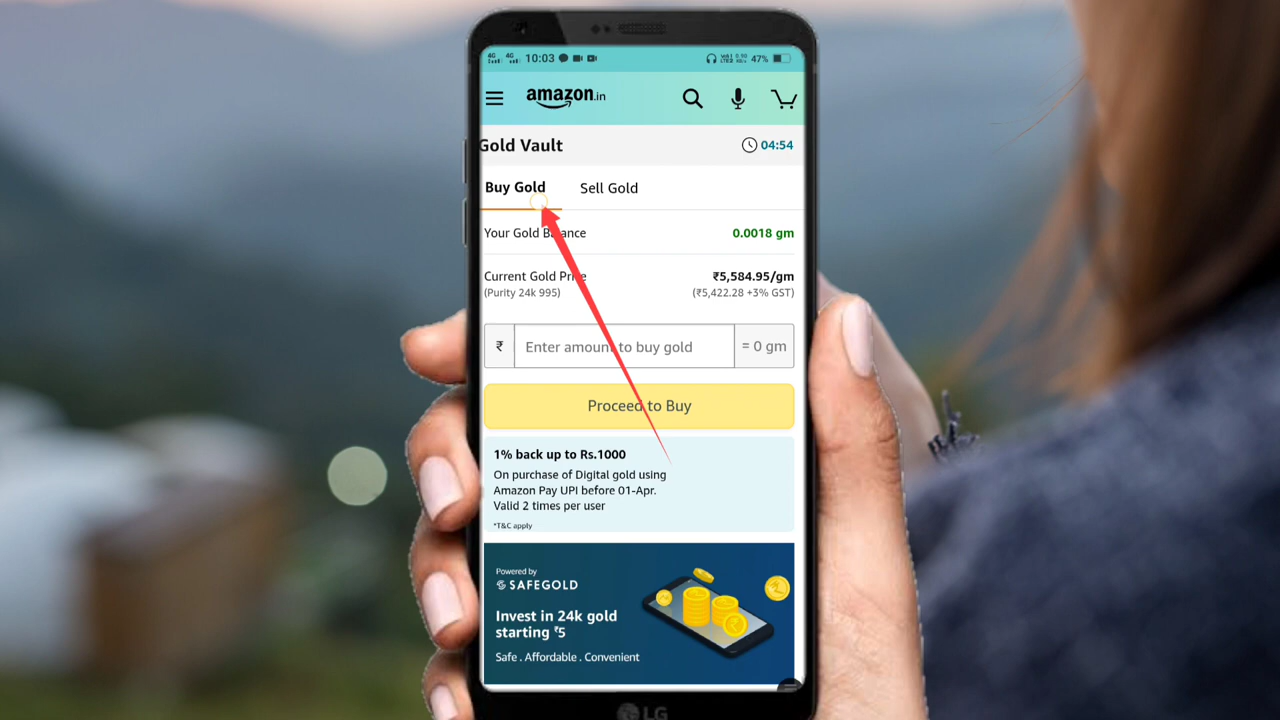 4G 4G 10:03 47%
amazon.in
Gold Vault 04:54
Buy Gold Sell Gold
Your Gold Balance 0.0018 gm
Current Gold Price ₹5,584.95/gm
(Purity 24k 995) (₹5,422.28 +3% GST)
₹ Enter amount to buy gold = 0 gm
Proceed to Buy
1% back up to Rs.1000
On purchase of Digital gold using
Amazon Pay UPI before 01-Apr.
Valid 2 times per user
*T&C apply
Powered by
SAFEGOLD
Invest in 24k gold
starting ₹5
Safe . Affordable . Convenient
LG